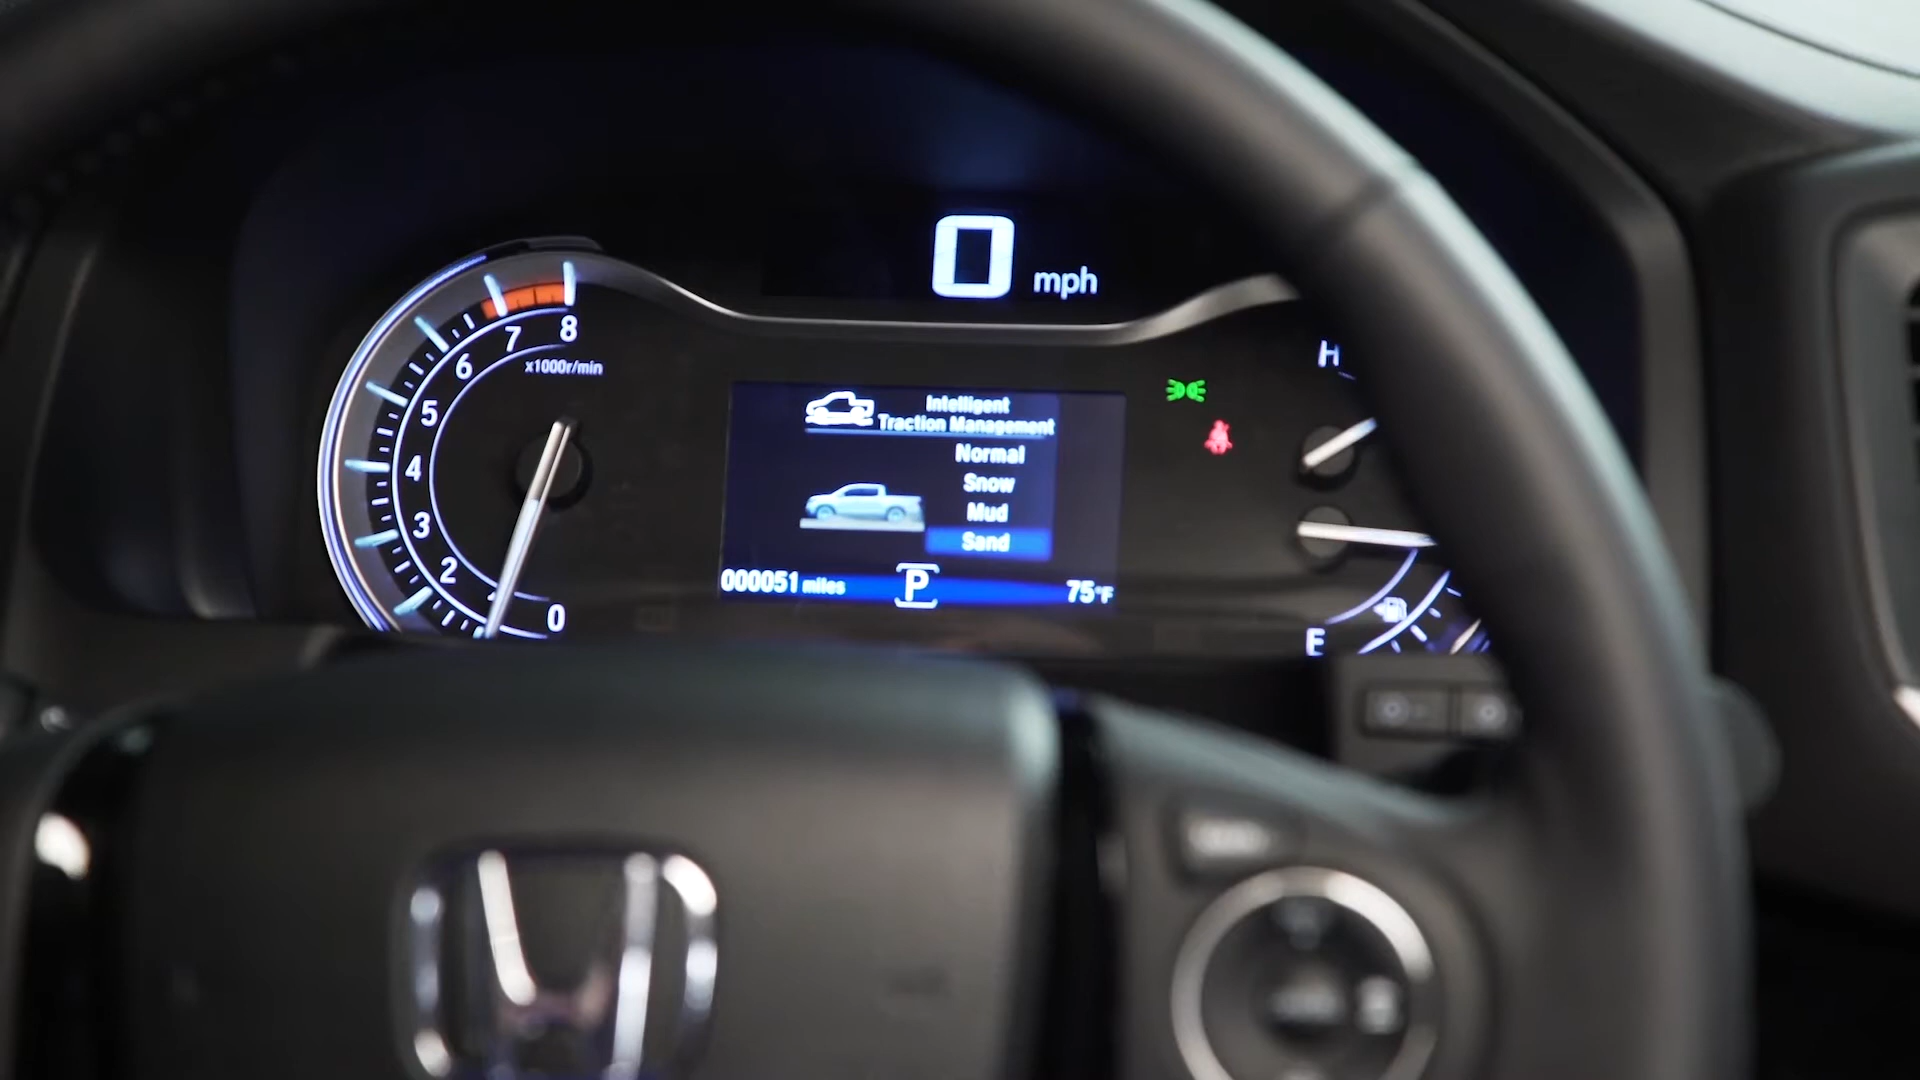 0 mph
8
7
x1000r/min
6
5
4
3
2
0
H
Intelligent
Traction Management
Normal
Snow
Mud
Sand
000051 miles
P
75°F
E